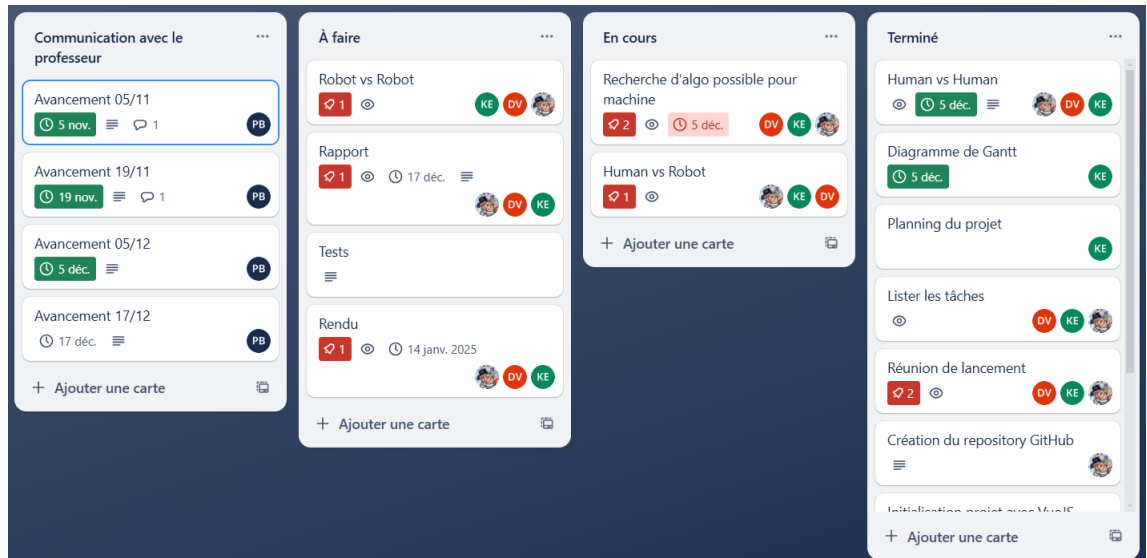 Communication avec le
professeur
Avancement 05/11
5 nov. 1 PB
Avancement 19/11
19 nov. 1 PB
Avancement 05/12
5 déc. PB
Avancement 17/12
17 déc. PB
+ Ajouter une carte
À faire
Robot vs Robot
1 KE DV
Rapport
1 17 déc.
DV KE
Tests
Rendu
1 14 janv. 2025
DV KE
+ Ajouter une carte
En cours
Recherche d'algo possible pour
machine
2 5 déc. DV KE
Human vs Robot
1 KE DV
+ Ajouter une carte
Terminé
Human vs Human
5 déc. DV KE
Diagramme de Gantt
5 déc. KE
Planning du projet
KE
Lister les tâches
DV KE
Réunion de lancement
2 DV KE
Création du repository GitHub
Initialisation projet avec VueJS
+ Ajouter une carte